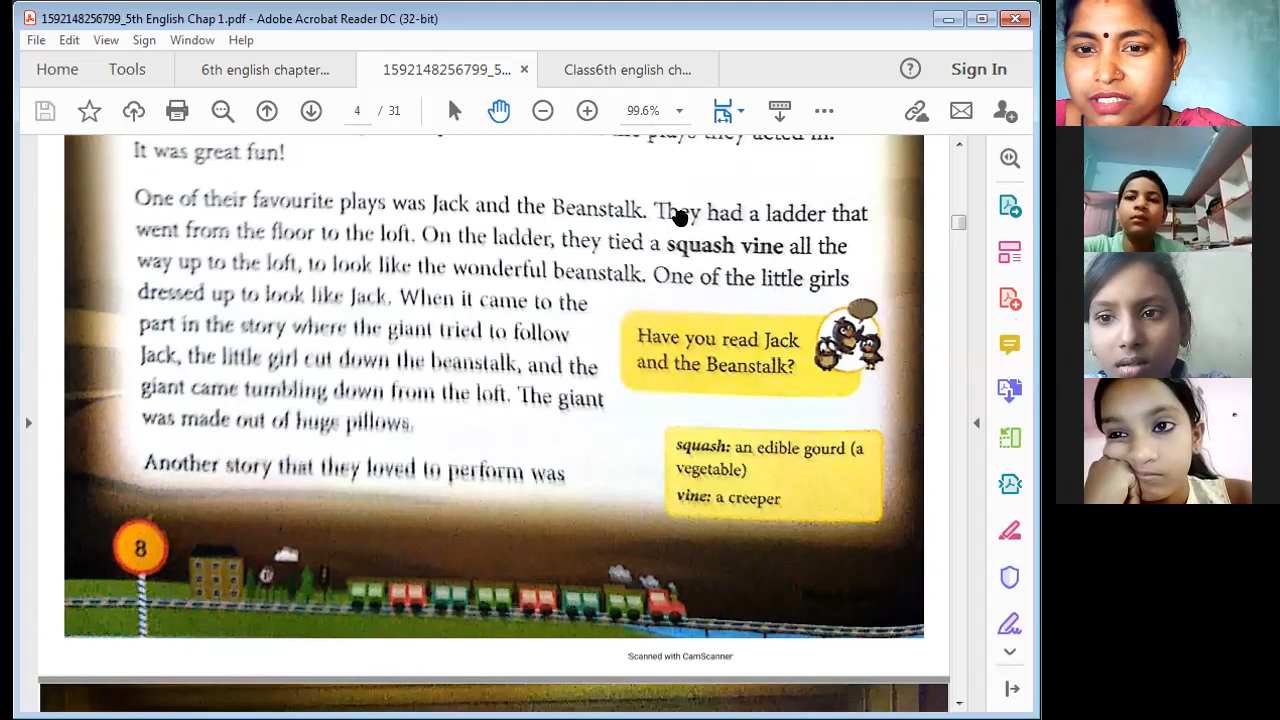 1592148256799_5th English Chap 1.pdf - Adobe Acrobat Reader DC (32-bit)
File Edit View Sign Window Help
Home Tools 6th english chapter... 1592148256799_5... × Class6th english ch... Sign In
4 / 31 99.6%
plays they acted in.
It was great fun!
One of their favourite plays was Jack and the Beanstalk. They had a ladder that
went from the floor to the loft. On the ladder, they tied a squash vine all the
way up to the loft, to look like the wonderful beanstalk. One of the little girls
dressed up to look like Jack. When it came to the
part in the story where the giant tried to follow
Jack, the little girl cut down the beanstalk, and the
giant came tumbling down from the loft. The giant
was made out of huge pillows.
Another story that they loved to perform was
Have you read Jack
and the Beanstalk?
squash: an edible gourd (a
vegetable)
vine: a creeper
8
Scanned with CamScanner